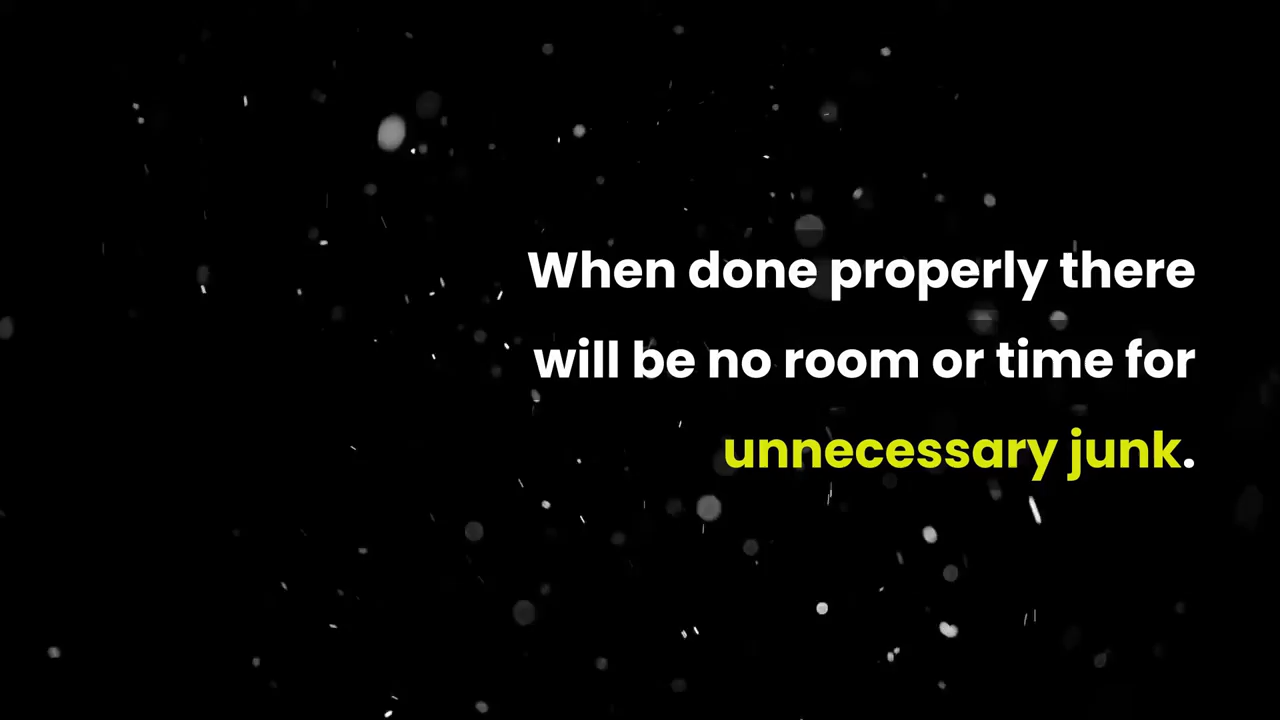 When done properly there
will be no room or time for
unnecessary junk.